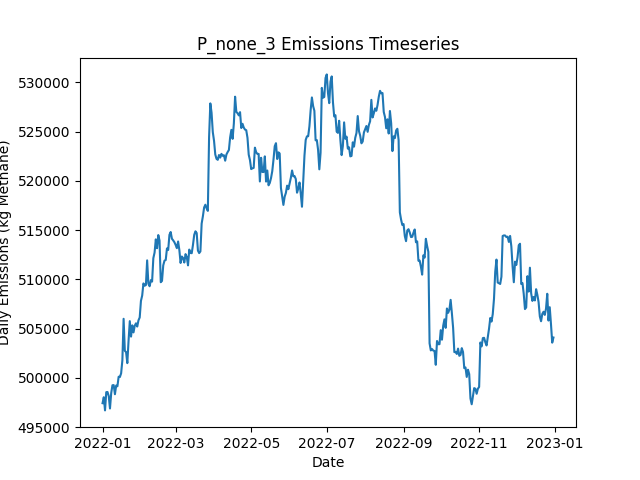 P_none_3 Emissions Timeseries
530000
525000
520000
515000
510000
505000
500000
495000
Daily Emissions (kg Methane)
2022-01 2022-03 2022-05 2022-07 2022-09 2022-11 2023-01
Date